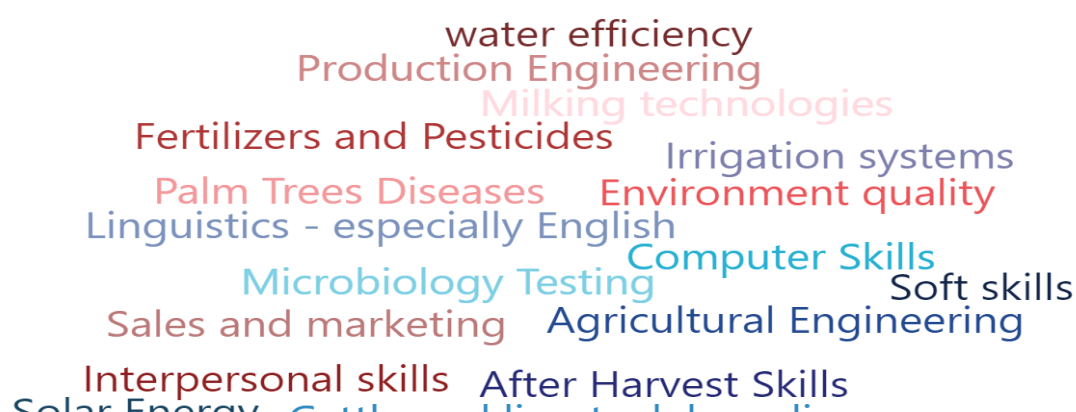 water efficiency
Production Engineering
Milking technologies
Fertilizers and Pesticides
Irrigation systems
Palm Trees Diseases Environment quality
Linguistics - especially English
Computer Skills
Microbiology Testing
Soft skills
Sales and marketing Agricultural Engineering
Interpersonal skills After Harvest Skills
Solar Energy